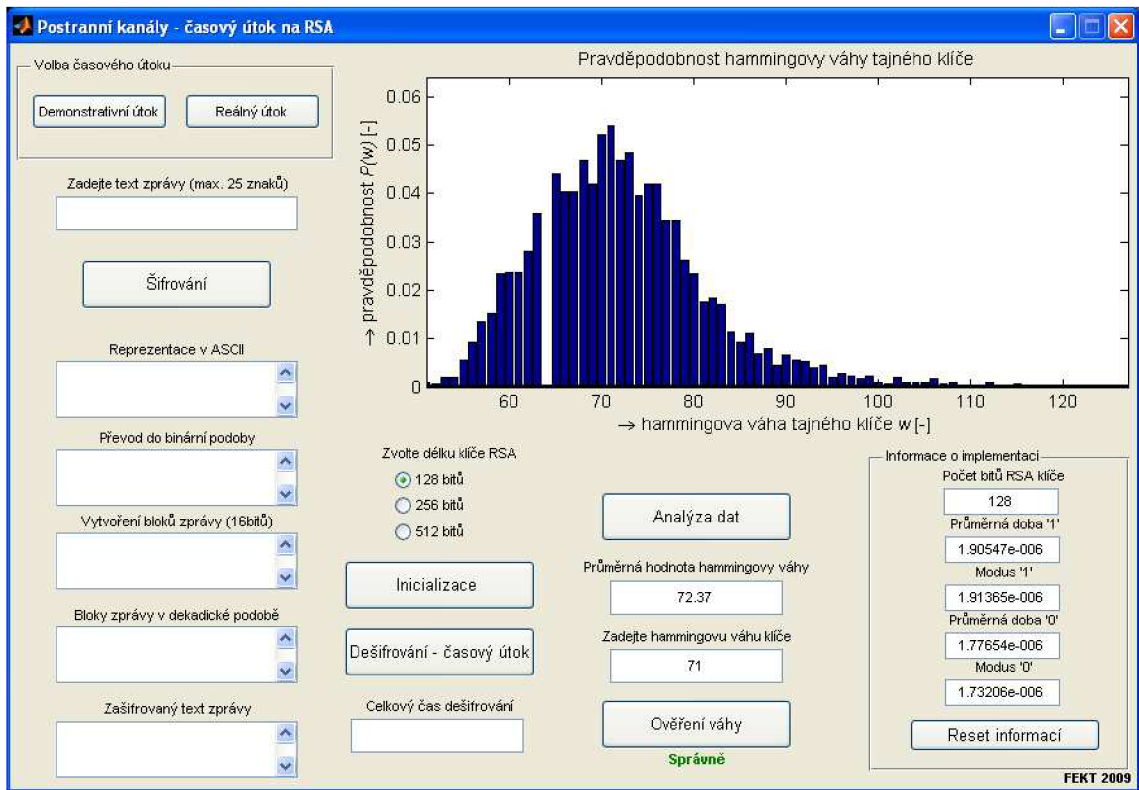 Postranní kanály - časový útok na RSA
Volba časového útoku
Demonstrativní útok
Reálný útok
Zadejte text zprávy (max. 25 znaků)
Šifrování
Reprezentace v ASCII
Převod do binární podoby
Vytvoření bloků zprávy (16bitů)
Bloky zprávy v dekadické podobě
Zašifrovaný text zprávy
Pravděpodobnost hammingovy váhy tajného klíče
→ pravděpodobnost P(w) [-]
0.06
0.05
0.04
0.03
0.02
0.01
0
60 70 80 90 100 110 120
→ hammingova váha tajného klíče w [-]
Zvolte délku klíče RSA
128 bitů
256 bitů
512 bitů
Inicializace
Dešifrování - časový útok
Celkový čas dešifrování
Analýza dat
Průměrná hodnota hammingovy váhy
72.37
Zadejte hammingovu váhu klíče
71
Ověření váhy
Správně
Informace o implementaci
Počet bitů RSA klíče
128
Průměrná doba '1'
1.90547e-006
Modus '1'
1.91365e-006
Průměrná doba '0'
1.77654e-006
Modus '0'
1.73206e-006
Reset informací
FEKT 2009